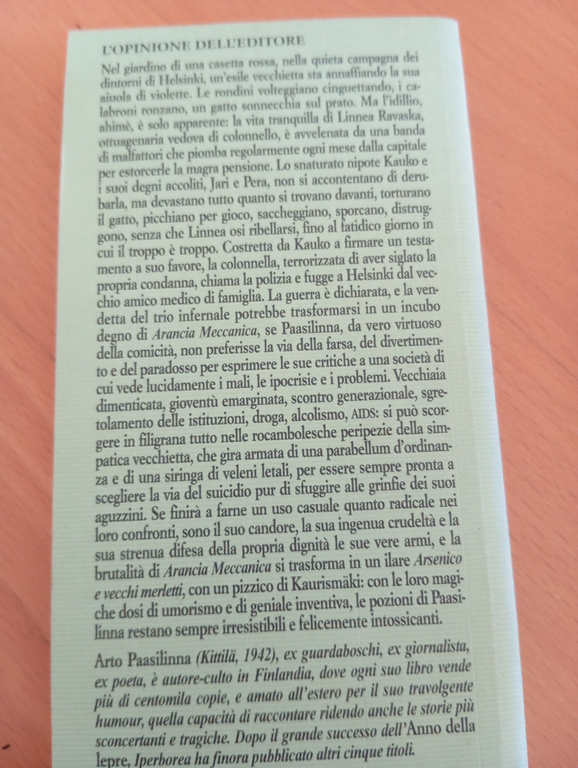 L'OPINIONE DELL'EDITORE
Nel giardino di una casetta rossa, nella quieta campagna dei
dintorni di Helsinki, un'esile vecchietta sta annaffiando la sua
aiuola di violette. Le rondini volteggiano cinguettando, i ca-
labroni ronzano, un gatto sonnecchia sul prato. Ma l'idillio,
ahimè, è solo apparente: la vita tranquilla di Linnea Ravaska,
ottuagenaria vedova di colonnello, è avvelenata da una banda
di malfattori che piomba regolarmente ogni mese dalla capitale
per estorcerle la magra pensione. Lo snaturato nipote Kauko e
i suoi degni accoliti, Jari e Pera, non si accontentano di deru-
barla, ma devastano tutto quanto si trovano davanti, torturano
il gatto, picchiano per gioco, saccheggiano, sporcano, distrug-
gono, senza che Linnea osi ribellarsi, fino al fatidico giorno in
cui il troppo è troppo. Costretta da Kauko a firmare un testa-
mento a suo favore, la colonnella, terrorizzata di aver siglato la
propria condanna, chiama la polizia e fugge a Helsinki dal vec-
chio amico medico di famiglia. La guerra è dichiarata, e la ven-
detta del trio infernale potrebbe trasformarsi in un incubo
degno di Arancia Meccanica, se Paasilinna, da vero virtuoso
della comicità, non preferisse la via della farsa, del divertimen-
to e del paradosso per esprimere le sue critiche a una società di
cui vede lucidamente i mali, le ipocrisie e i problemi. Vecchiaia
dimenticata, gioventù emarginata, scontro generazionale, sgre-
tolamento delle istituzioni, droga, alcolismo, AIDS: si può scor-
gere in filigrana tutto nelle rocambolesche peripezie della sim-
patica vecchietta, che gira armata di una parabellum d'ordinan-
za e di una siringa di veleni letali, per essere sempre pronta a
scegliere la via del suicidio pur di sfuggire alle grinfie dei suoi
aguzzini. Se finirà a farne un uso casuale quanto radicale nei
loro confronti, sono il suo candore, la sua ingenua crudeltà e la
sua strenua difesa della propria dignità le sue vere armi, e la
brutalità di Arancia Meccanica si trasforma in un ilare Arsenico
e vecchi merletti, con un pizzico di Kaurismäki: con le loro magi-
che dosi di umorismo e di geniale inventiva, le pozioni di Paasi-
linna restano sempre irresistibili e felicemente intossicanti.
Arto Paasilinna (Kittilä, 1942), ex guardaboschi, ex giornalista,
ex poeta, è autore-culto in Finlandia, dove ogni suo libro vende
più di centomila copie, e amato all'estero per il suo travolgente
humour, quella capacità di raccontare ridendo anche le storie più
sconcertanti e tragiche. Dopo il grande successo dell'Anno della
lepre, Iperborea ha finora pubblicato altri cinque titoli.